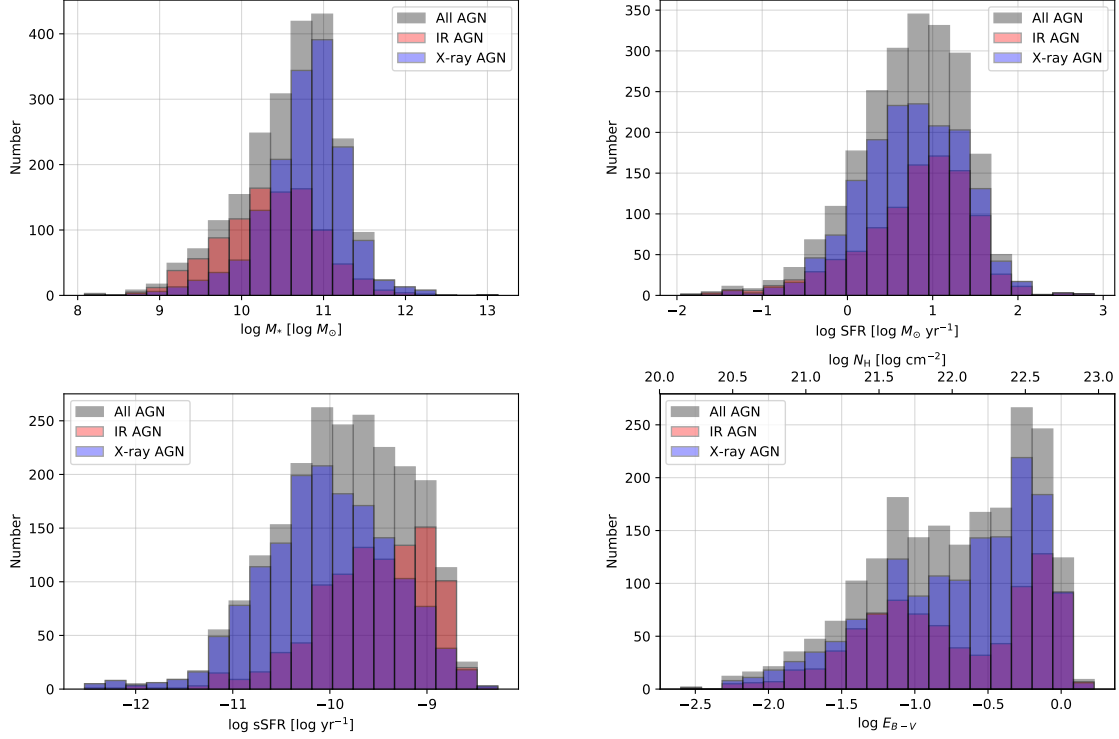 All AGN
IR AGN
X-ray AGN
Number
400
300
200
100
0
8 9 10 11 12 13
log M* [log M⊙]
All AGN
IR AGN
X-ray AGN
Number
350
300
250
200
150
100
50
0
−2 −1 0 1 2 3
log SFR [log M⊙ yr−1]
All AGN
IR AGN
X-ray AGN
Number
250
200
150
100
50
0
−12 −11 −10 −9
log sSFR [log yr−1]
log NH [log cm−2]
20.0 20.5 21.0 21.5 22.0 22.5 23.0
All AGN
IR AGN
X-ray AGN
Number
250
200
150
100
50
0
−2.5 −2.0 −1.5 −1.0 −0.5 0.0
log EB − V